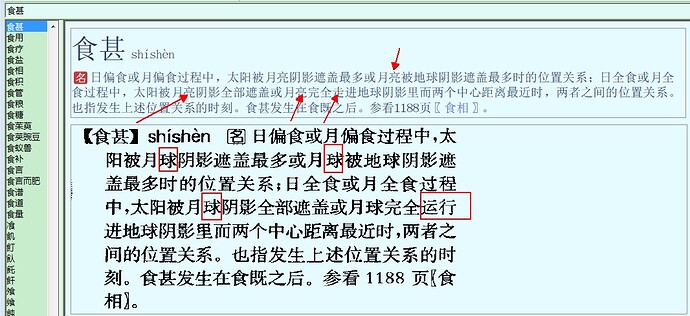 食甚
食甚
食用
食疗
食盐
食相
食积
食管
食粮
食糖
食茱萸
食荚豌豆
食蚁兽
食补
食言
食言而肥
食谱
食道
食量
飡
飢
飣
飥
飧
飨
食甚 shíshèn
名 日偏食或月偏食过程中，太阳被月亮阴影遮盖最多或月亮被地球阴影遮盖最多时的位置关系；日全食或月全食
过程中，太阳被月亮阴影全部遮盖或月亮完全走进地球阴影里而两个中心距离最近时，两者之间的位置关系。
也指发生上述位置关系的时刻。食甚发生在食既之后。参看1188页〖食相〗。
【食甚】 shíshèn 名 日偏食或月偏食过程中,太
阳被月球阴影遮盖最多或月球被地球阴影遮
盖最多时的位置关系;日全食或月全食过程
中,太阳被月球阴影全部遮盖或月球完全运行
进地球阴影里而两个中心距离最近时,两者之
间的位置关系。也指发生上述位置关系的时
刻。食甚发生在食既之后。参看 1188 页〖食
相〗。